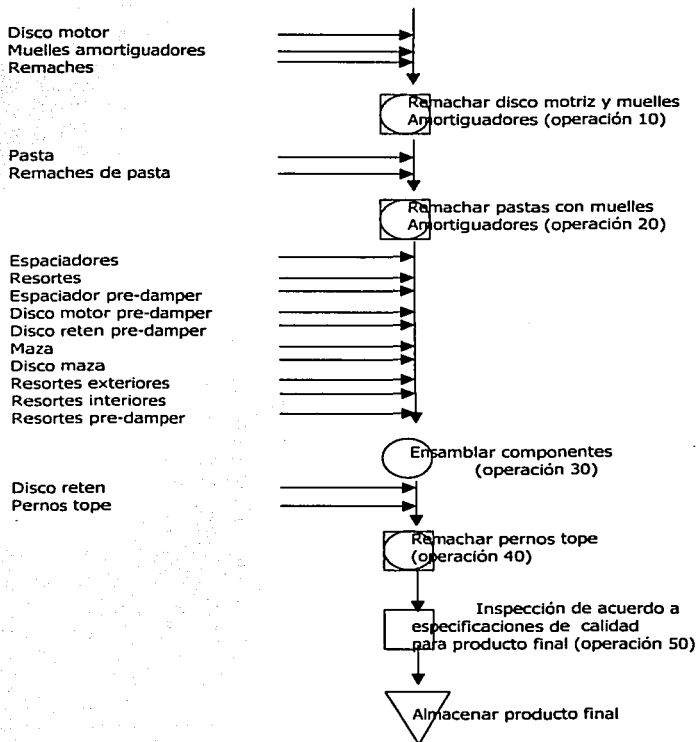 Disco motor
Muelles amortiguadores
Remaches
Remachar disco motriz y muelles
Amortiguadores (operación 10)
Pasta
Remaches de pasta
Remachar pastas con muelles
Amortiguadores (operación 20)
Espaciadores
Resortes
Espaciador pre-damper
Disco motor pre-damper
Disco reten pre-damper
Maza
Disco maza
Resortes exteriores
Resortes interiores
Resortes pre-damper
Ensamblar componentes
(operación 30)
Disco reten
Pernos tope
Remachar pernos tope
(operación 40)
Inspección de acuerdo a
especificaciones de calidad
para producto final (operación 50)
Almacenar producto final